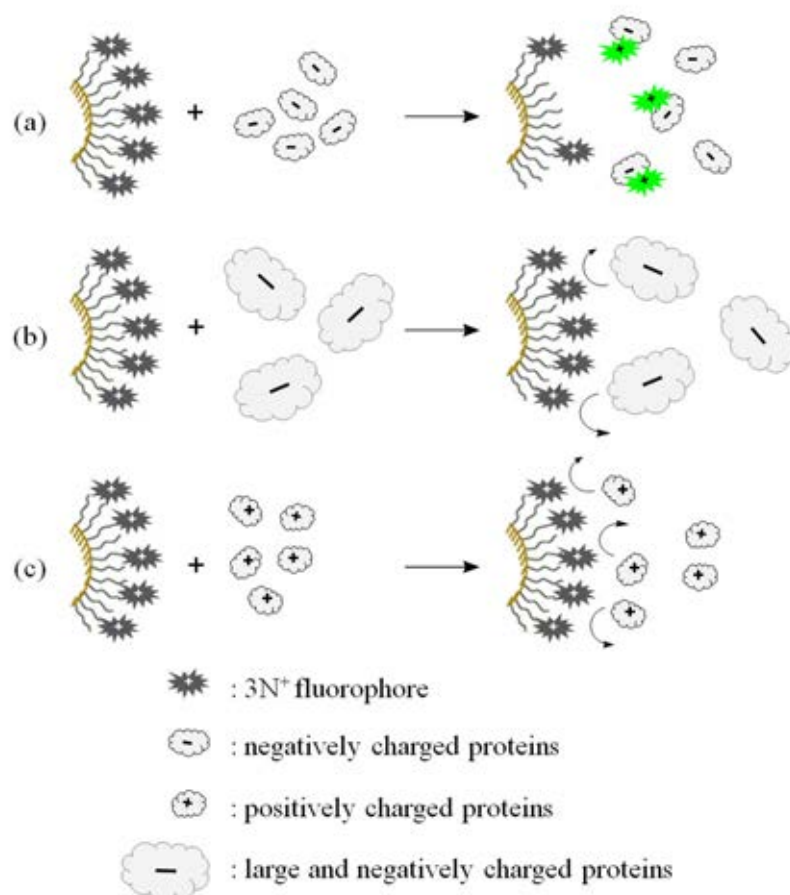 (a) + →
(b) + →
(c) + →
: 3N⁺ fluorophore
: negatively charged proteins
: positively charged proteins
: large and negatively charged proteins